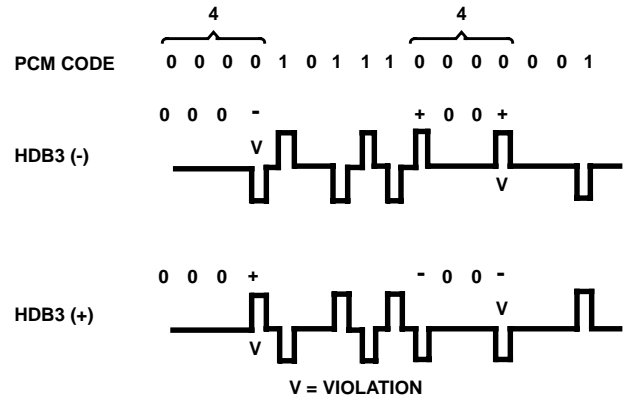 4 4
PCM CODE 0 0 0 0 1 0 1 1 1 0 0 0 0 0 0 1
0 0 0 - + 0 0 +
V
HDB3 (-)
V
0 0 0 + - 0 0 -
V
HDB3 (+)
V
V = VIOLATION